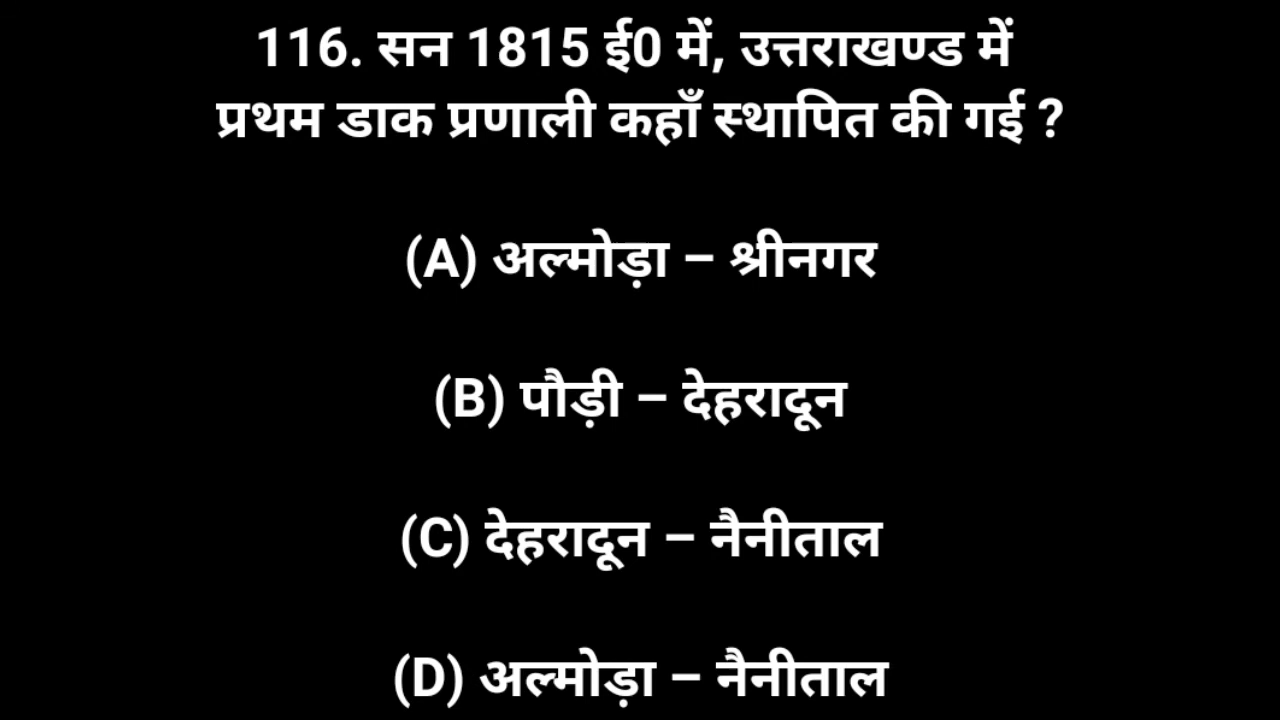 116. सन 1815 ई0 में, उत्तराखण्ड में
प्रथम डाक प्रणाली कहाँ स्थापित की गई ?
(A) अल्मोड़ा – श्रीनगर
(B) पौड़ी – देहरादून
(C) देहरादून – नैनीताल
(D) अल्मोड़ा – नैनीताल